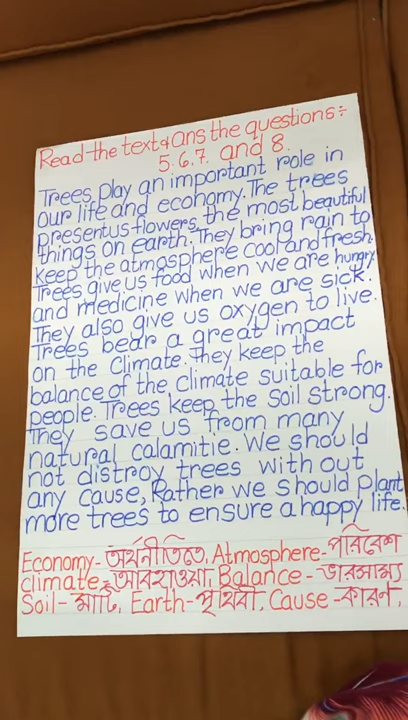 Read the text & ans the questions÷
5. 6. 7. and 8.
Trees play an important role in
our life and economy. The trees
present us flowers, the most beautiful
things on earth. They bring rain to
keep the atmosphere cool and fresh.
Trees give us food when we are hungry
and medicine when we are sick.
They also give us oxygen to live.
Trees bear a great impact
on the Climate. They keep the
balance of the climate suitable for
people. Trees keep the Soil strong.
They save us from many
natural calamitie. We should
not distroy trees with out
any cause, Rather we should plant
more trees to ensure a happy life.
Economy- অর্থনীতিতে, Atmosphere- পরিবেশ
climate- আবহাওয়া, Balance- ভারসাম্য
Soil- মাটি, Earth- পৃথিবী, Cause- কারন,